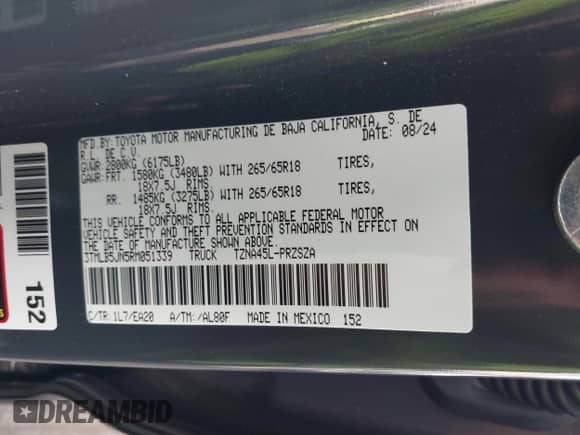 MFD.BY:TOYOTA MOTOR MANUFACTURING DE BAJA CALIFORNIA, S. DE
R.L. DE C.V. DATE: 08/24
GVWR: 2800KG (6175LB)
GAWR:FRT. 1580KG (3480LB) WITH 265/65R18 TIRES,
18X7.5J RIMS
RR. 1485KG (3275LB) WITH 265/65R18 TIRES,
18X7.5J RIMS
THIS VEHICLE CONFORMS TO ALL APPLICABLE FEDERAL MOTOR
VEHICLE SAFETY AND THEFT PREVENTION STANDARDS IN EFFECT ON
THE DATE OF MANUFACTURE SHOWN ABOVE.
3TMLB5JN5RM051339 TRUCK TZNA45L-PRZSZA
C/TR:1L7/EA20 A/TM:/AL80F MADE IN MEXICO 152
152
DREAMBID